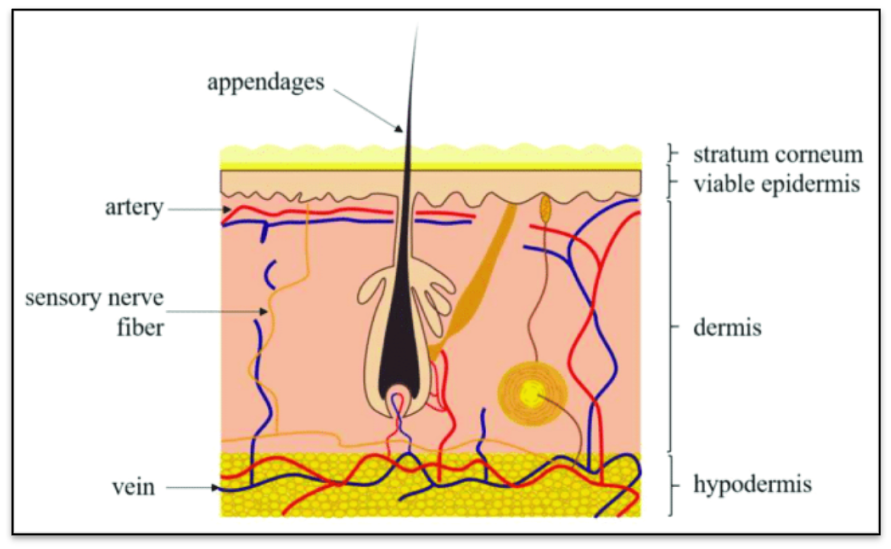 appendages
stratum corneum
viable epidermis
artery
sensory nerve
fiber
dermis
vein
hypodermis